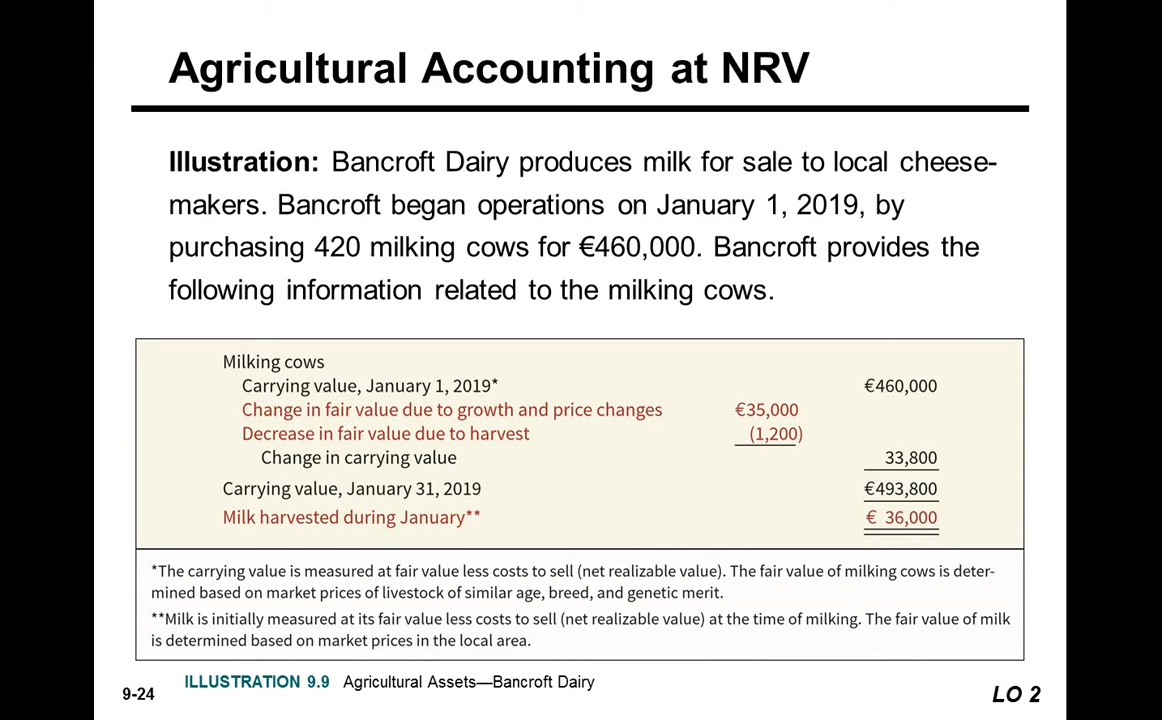 Agricultural Accounting at NRV
Illustration: Bancroft Dairy produces milk for sale to local cheese-
makers. Bancroft began operations on January 1, 2019, by
purchasing 420 milking cows for €460,000. Bancroft provides the
following information related to the milking cows.
Milking cows
Carrying value, January 1, 2019* €460,000
Change in fair value due to growth and price changes €35,000
Decrease in fair value due to harvest (1,200)
Change in carrying value 33,800
Carrying value, January 31, 2019 €493,800
Milk harvested during January** € 36,000
*The carrying value is measured at fair value less costs to sell (net realizable value). The fair value of milking cows is deter-
mined based on market prices of livestock of similar age, breed, and genetic merit.
**Milk is initially measured at its fair value less costs to sell (net realizable value) at the time of milking. The fair value of milk
is determined based on market prices in the local area.
ILLUSTRATION 9.9 Agricultural Assets—Bancroft Dairy
9-24
LO 2